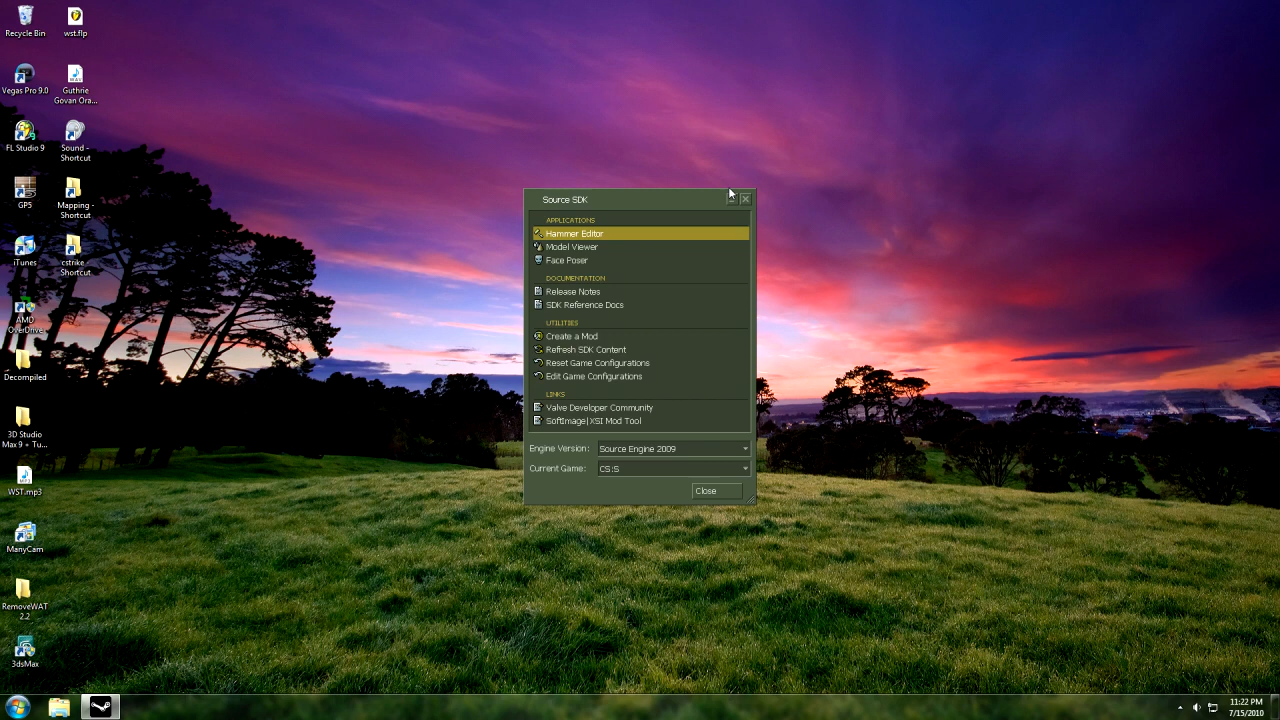 Recycle Bin
wst.flp
Vegas Pro 9.0
Guthrie
Govan Ora...
FL Studio 9
Sound -
Shortcut
GP5
Mapping -
Shortcut
iTunes
cstrike -
Shortcut
AMD
OverDrive
Decompiled
3D Studio
Max 9 + Tu...
WST.mp3
ManyCam
RemoveWAT
2.2
3dsMax
Source SDK
APPLICATIONS
Hammer Editor
Model Viewer
Face Poser
DOCUMENTATION
Release Notes
SDK Reference Docs
UTILITIES
Create a Mod
Refresh SDK Content
Reset Game Configurations
Edit Game Configurations
LINKS
Valve Developer Community
SoftImage|XSI Mod Tool
Engine Version: Source Engine 2009
Current Game: CS:S
Close
11:22 PM
7/15/2010